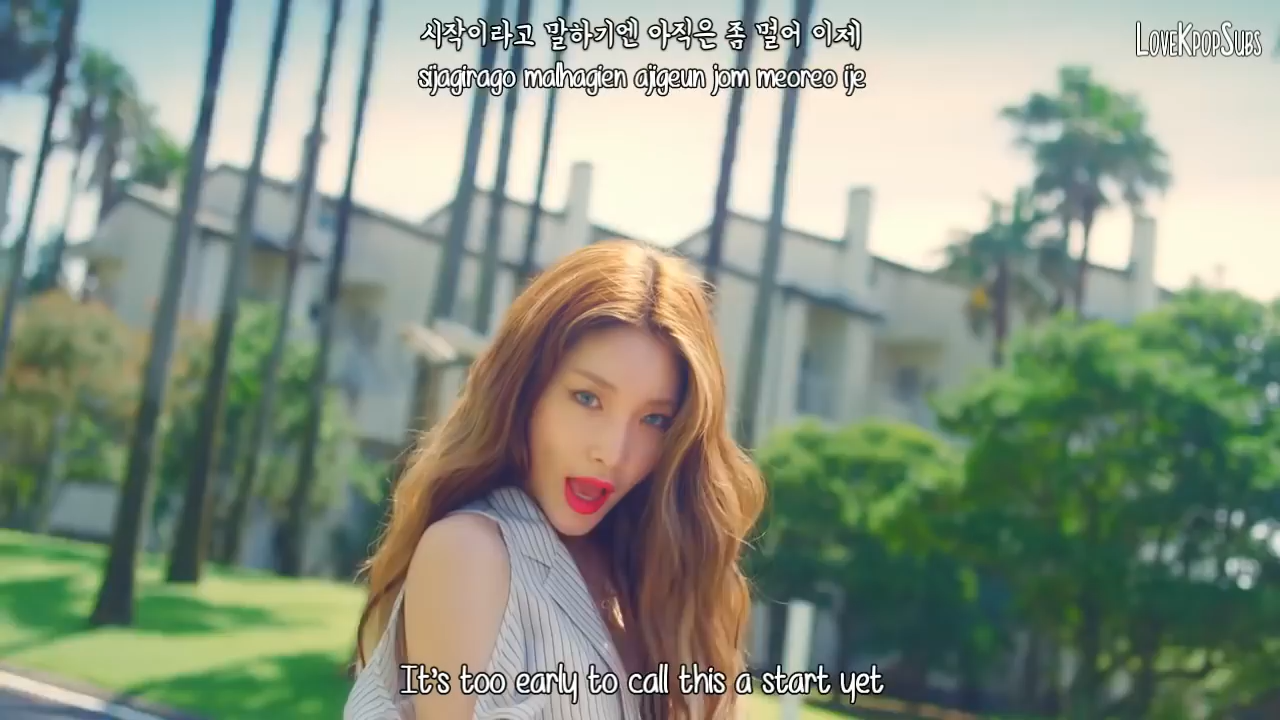 시작이라고 말하기엔 아직은 좀 멀어 이제
LoveKpopSubs
sijagirago malhagien ajigeun jom meoreo ije
It's too early to call this a start yet